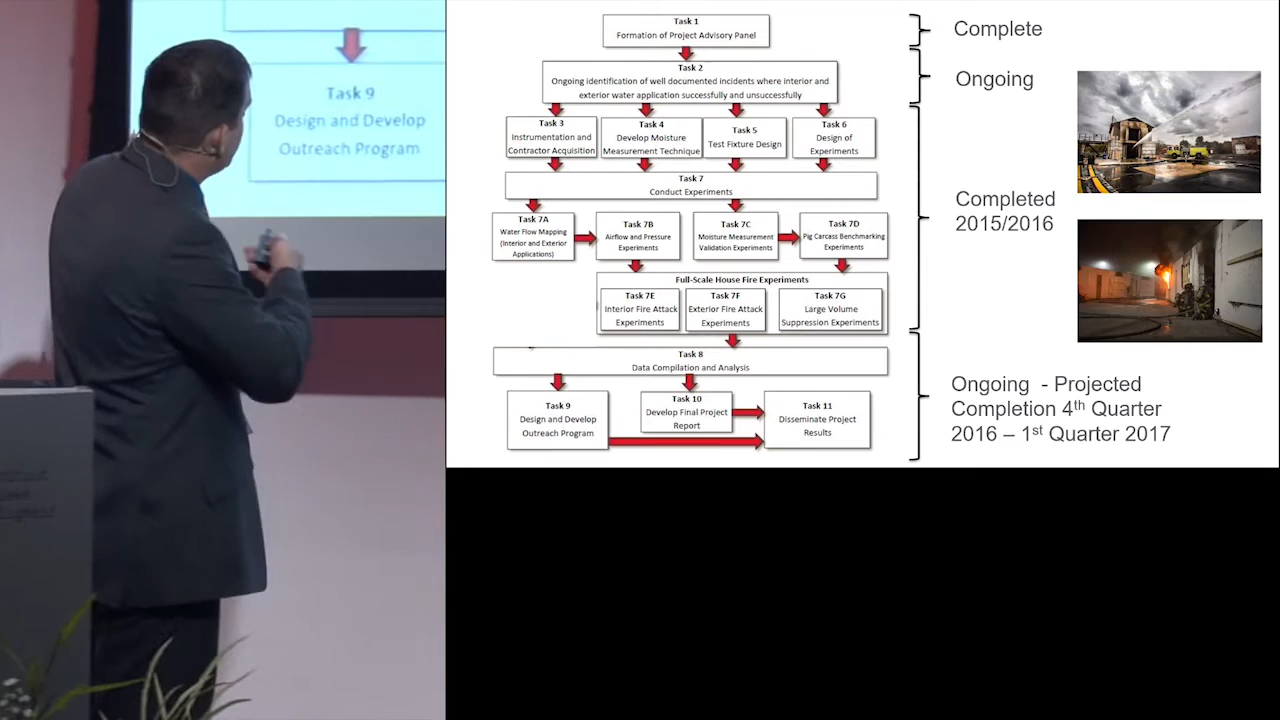 Task 9
Design and Develop
Outreach Program
Task 1
Formation of Project Advisory Panel
Task 2
Ongoing identification of well documented incidents where interior and
exterior water application successfully and unsuccessfully
Task 3
Instrumentation and
Contractor Acquisition
Task 4
Develop Moisture
Measurement Technique
Task 5
Test Fixture Design
Task 6
Design of
Experiments
Task 7
Conduct Experiments
Task 7A
Water Flow Mapping
(Interior and Exterior
Applications)
Task 7B
Airflow and Pressure
Experiments
Task 7C
Moisture Measurement
Validation Experiments
Task 7D
Pig Carcass Benchmarking
Experiments
Full-Scale House Fire Experiments
Task 7E
Interior Fire Attack
Experiments
Task 7F
Exterior Fire Attack
Experiments
Task 7G
Large Volume
Suppression Experiments
Task 8
Data Compilation and Analysis
Task 9
Design and Develop
Outreach Program
Task 10
Develop Final Project
Report
Task 11
Disseminate Project
Results
Complete
Ongoing
Completed
2015/2016
Ongoing - Projected
Completion 4th Quarter
2016 – 1st Quarter 2017